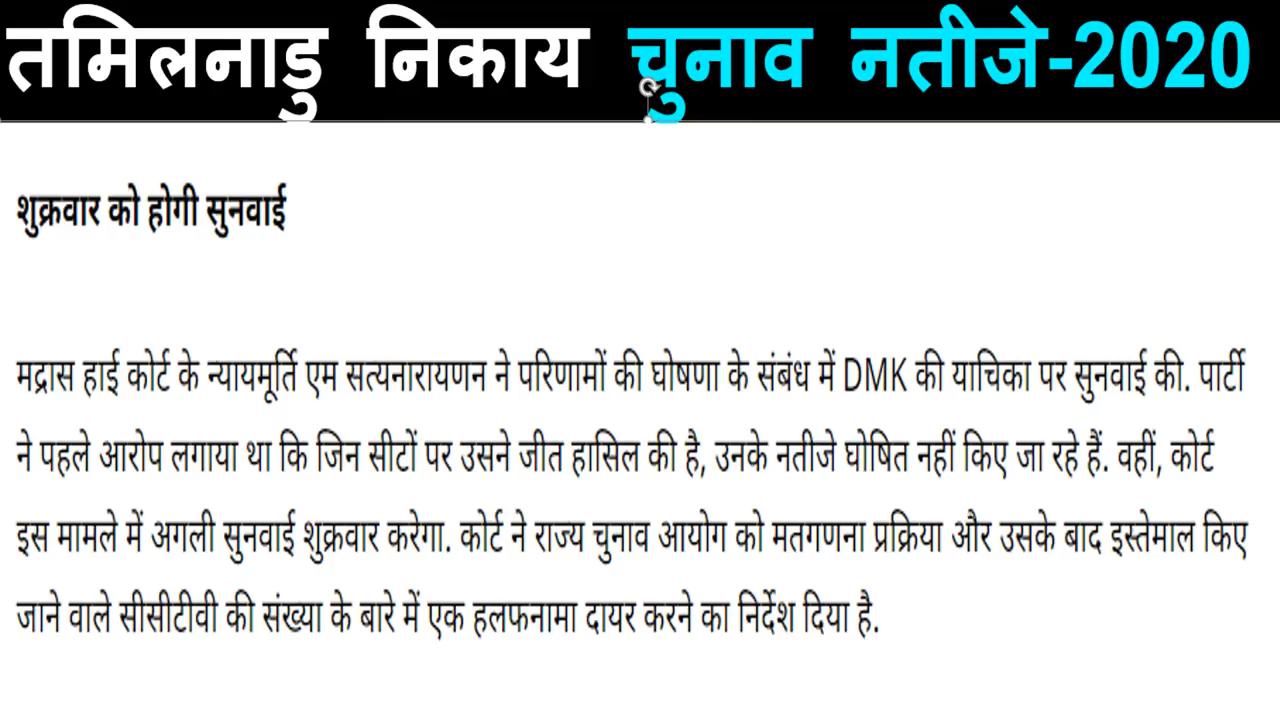 तमिलनाडु निकाय चुनाव नतीजे-2020
शुक्रवार को होगी सुनवाई
मद्रास हाई कोर्ट के न्यायमूर्ति एम सत्यनारायणन ने परिणामों की घोषणा के संबंध में DMK की याचिका पर सुनवाई की. पार्टी
ने पहले आरोप लगाया था कि जिन सीटों पर उसने जीत हासिल की है, उनके नतीजे घोषित नहीं किए जा रहे हैं. वहीं, कोर्ट
इस मामले में अगली सुनवाई शुक्रवार करेगा. कोर्ट ने राज्य चुनाव आयोग को मतगणना प्रक्रिया और उसके बाद इस्तेमाल किए
जाने वाले सीसीटीवी की संख्या के बारे में एक हलफनामा दायर करने का निर्देश दिया है.